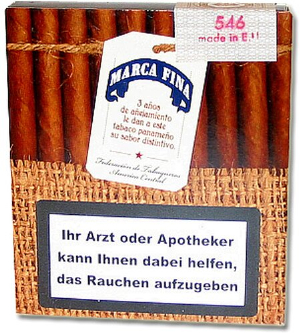 546
made in E.U
MARCA FINA
3 años
de añejamiento
le dan a este
tabaco panameño
su sabor distintivo.
Federación de Tabaqueros
America Central
Ihr Arzt oder Apotheker
kann Ihnen dabei helfen,
das Rauchen aufzugeben